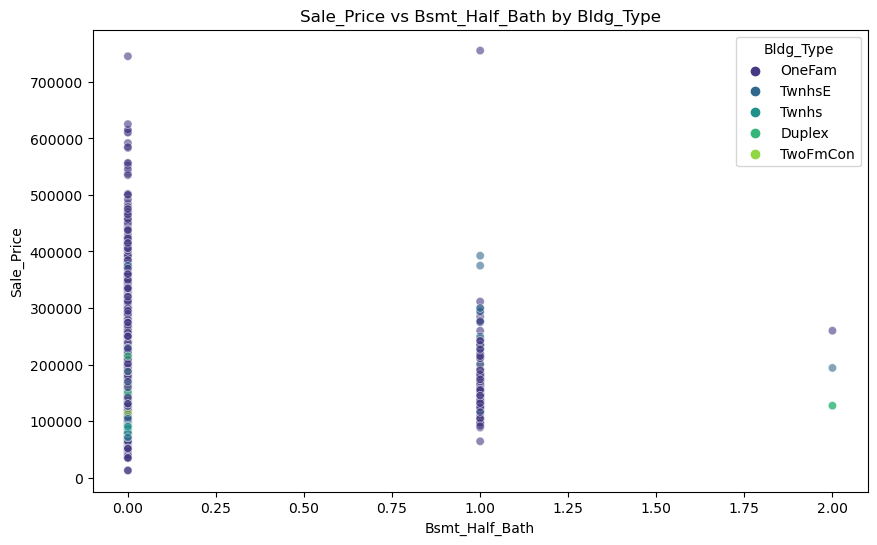 Sale_Price vs Bsmt_Half_Bath by Bldg_Type
Bldg_Type
OneFam
TwnhsE
Twnhs
Duplex
TwoFmCon
Sale_Price
700000
600000
500000
400000
300000
200000
100000
0
0.00 0.25 0.50 0.75 1.00 1.25 1.50 1.75 2.00
Bsmt_Half_Bath